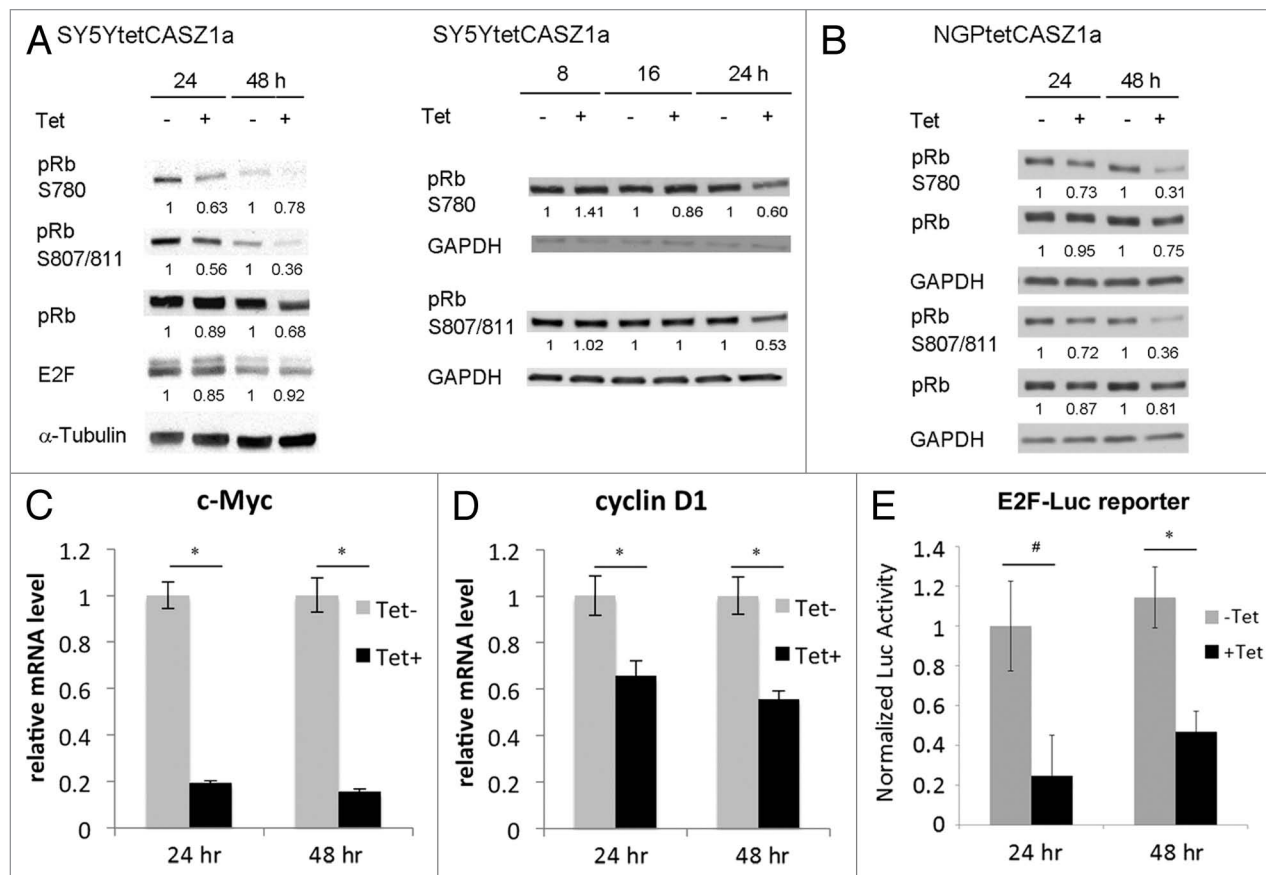 A SY5YtetCASZ1a
24 48 h
Tet - + - +
pRb
S780
1 0.63 1 0.78
pRb
S807/811
1 0.56 1 0.36
pRb
1 0.89 1 0.68
E2F
1 0.85 1 0.92
α-Tubulin
SY5YtetCASZ1a
8 16 24 h
Tet - + - + - +
pRb
S780
1 1.41 1 0.86 1 0.60
GAPDH
pRb
S807/811
1 1.02 1 1 1 0.53
GAPDH
B NGPtetCASZ1a
24 48 h
Tet - + - +
pRb
S780
1 0.73 1 0.31
pRb
1 0.95 1 0.75
GAPDH
pRb
S807/811
1 0.72 1 0.36
pRb
1 0.87 1 0.81
GAPDH
C c-Myc
relative mRNA level
1.2
1
0.8
0.6
0.4
0.2
0
* *
Tet-
Tet+
24 hr 48 hr
D cyclin D1
relative mRNA level
1.2
1
0.8
0.6
0.4
0.2
0
* *
Tet-
Tet+
24 hr 48 hr
E E2F-Luc reporter
Normalized Luc Activity
1.4
1.2
1
0.8
0.6
0.4
0.2
0
# *
-Tet
+Tet
24 hr 48 hr